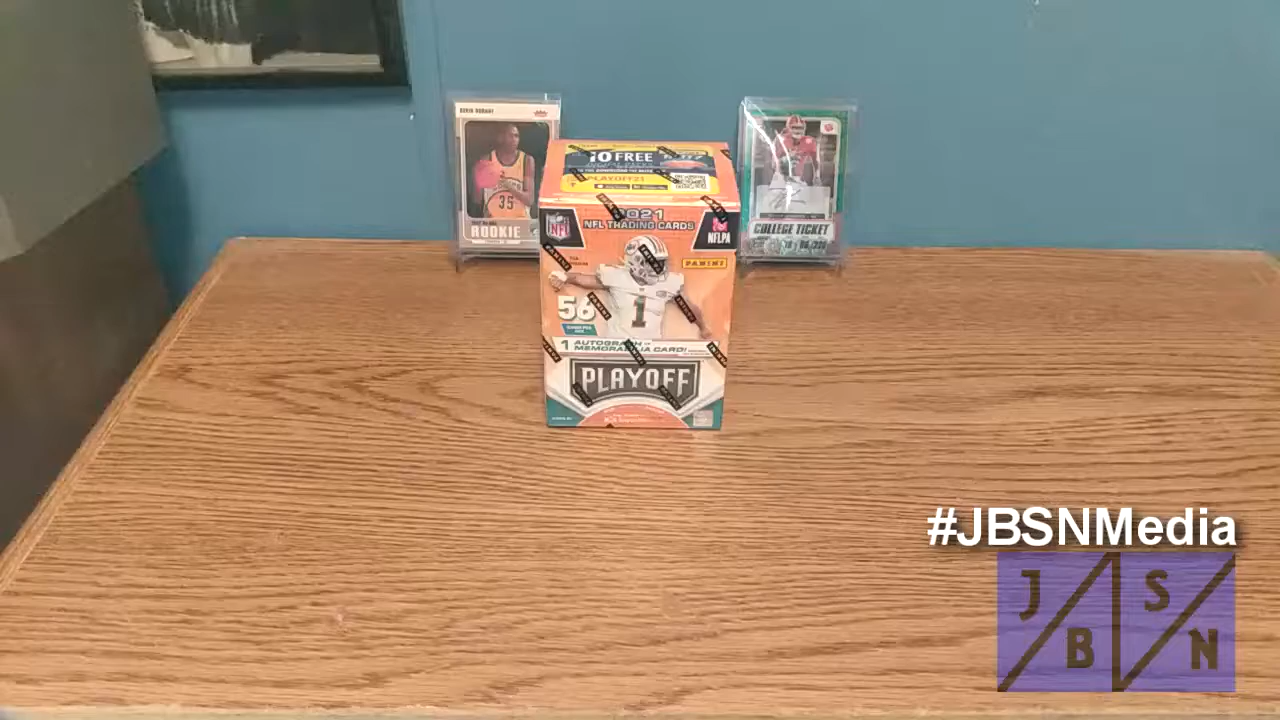 KEVIN DURANT
35
ROOKIE
10 FREE
PLAYOFF21
2021
NFL TRADING CARDS
NFL
NFLPA
PANINI
56
1
1 AUTOGRAPH OR
MEMORABILIA CARD!
PLAYOFF
COLLEGE TICKET
#JBSNMedia
J S
B N